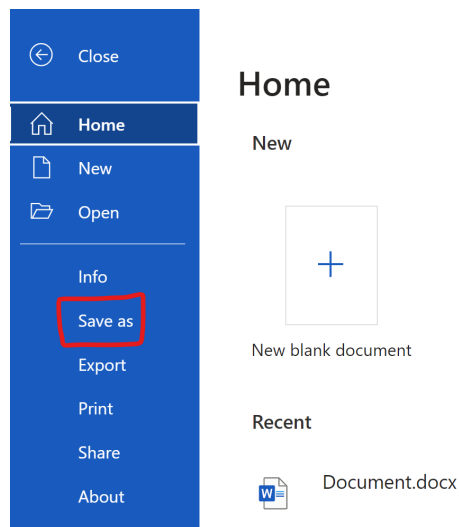 Close
Home
New
Open
Info
Save as
Export
Print
Share
About
Home
New
New blank document
Recent
W
Document.docx